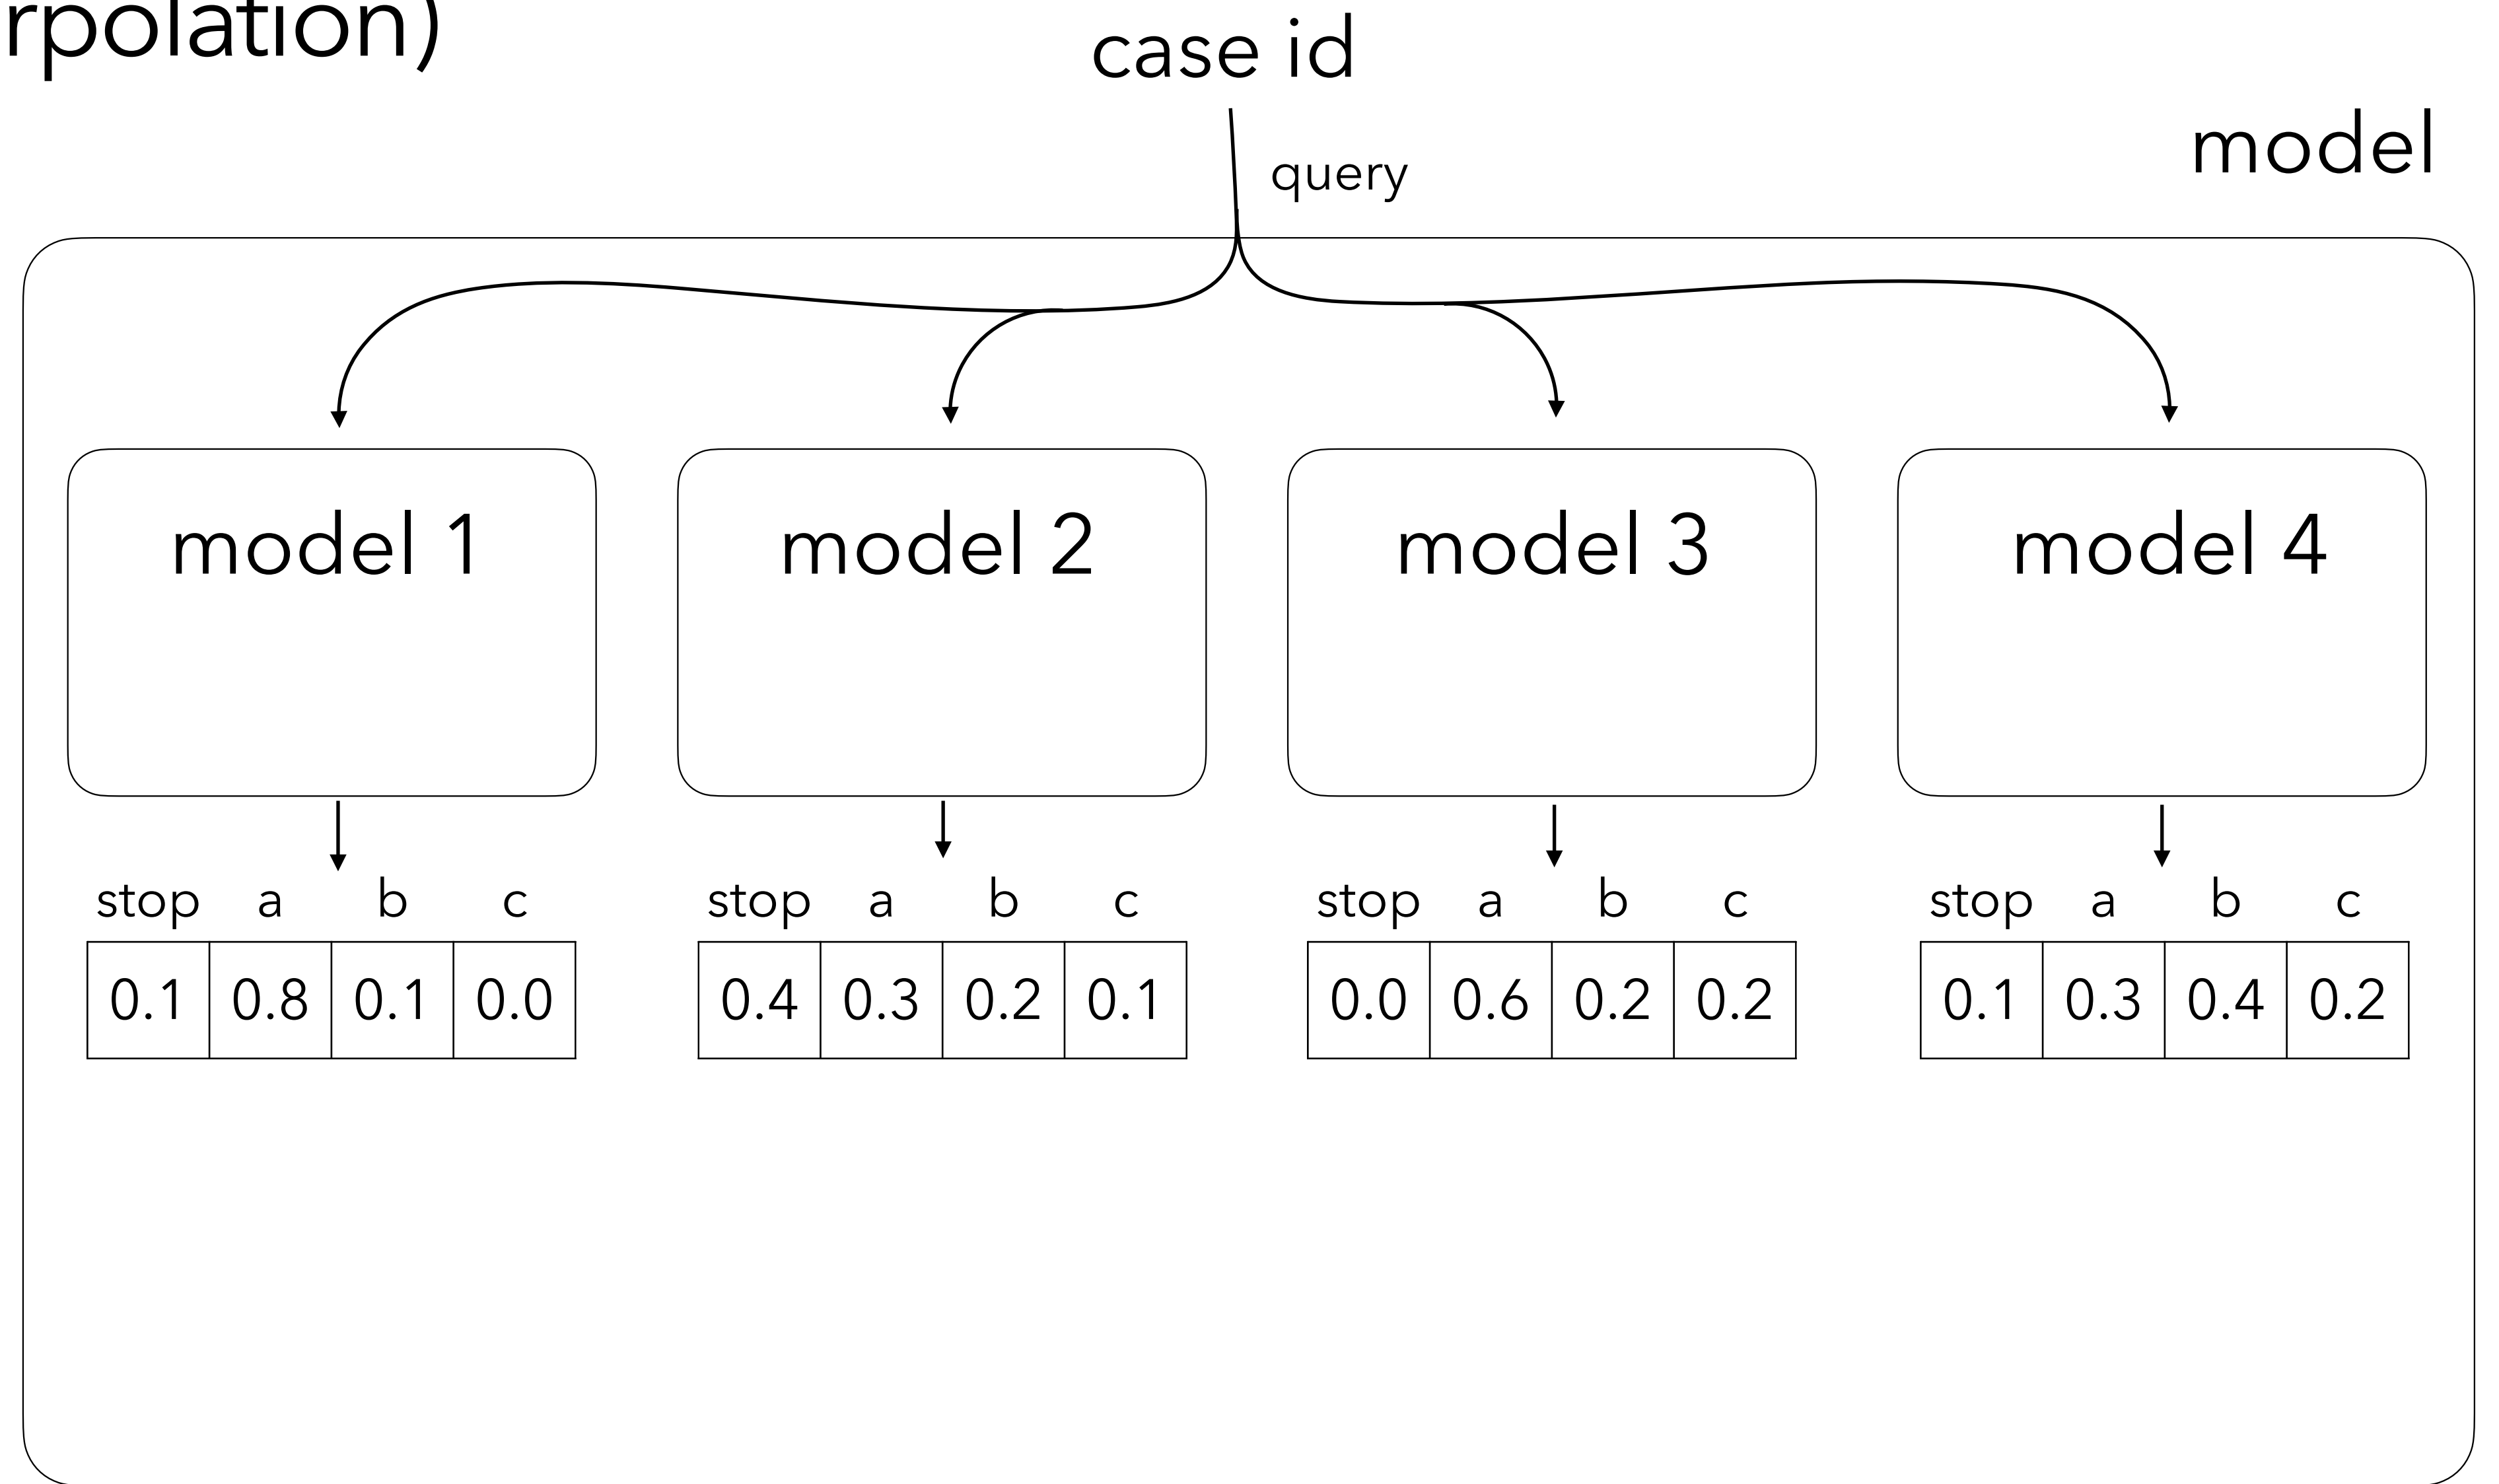 rpolation)
case id
model
query
model 1
model 2
model 3
model 4
stop a b c
stop a b c
stop a b c
stop a b c
0.1 0.8 0.1 0.0
0.4 0.3 0.2 0.1
0.0 0.6 0.2 0.2
0.1 0.3 0.4 0.2